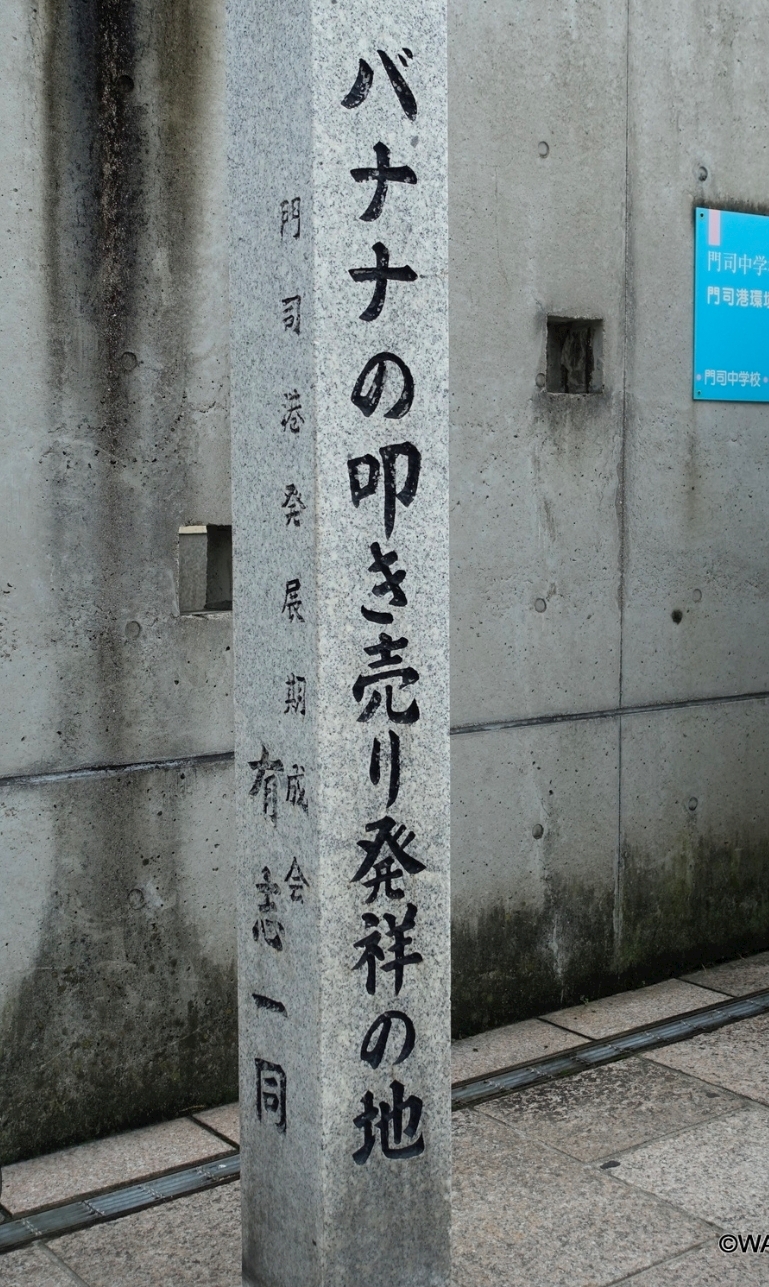 バナナの叩き売り発祥の地
門司港発展期成会
有志一同
門司中学
門司港環境
門司中学校
©WA